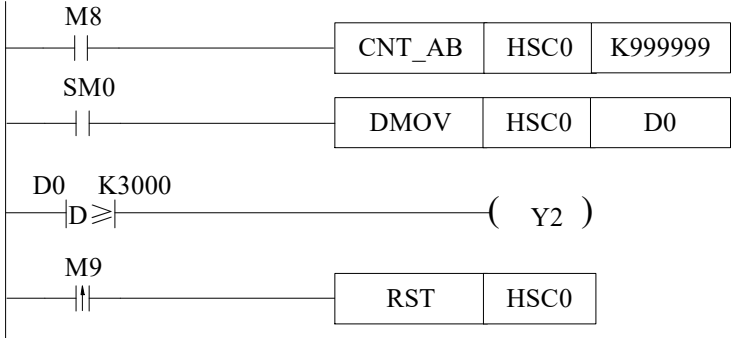 M8
CNT_AB HSC0 K999999
SM0
DMOV HSC0 D0
D0 K3000
D≥
( Y2 )
M9
RST HSC0